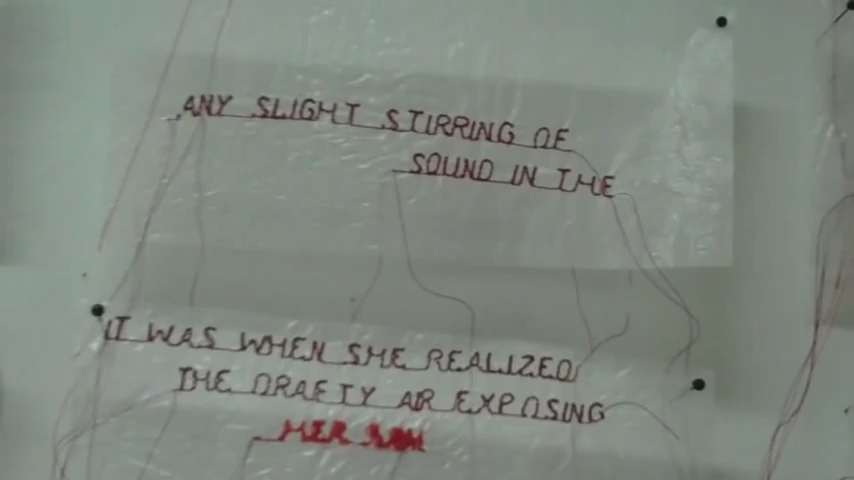 ANY SLIGHT STIRRING OF
SOUND IN THE
IT WAS WHEN SHE REALIZED
THE DRAFTY AIR EXPOSING
HER